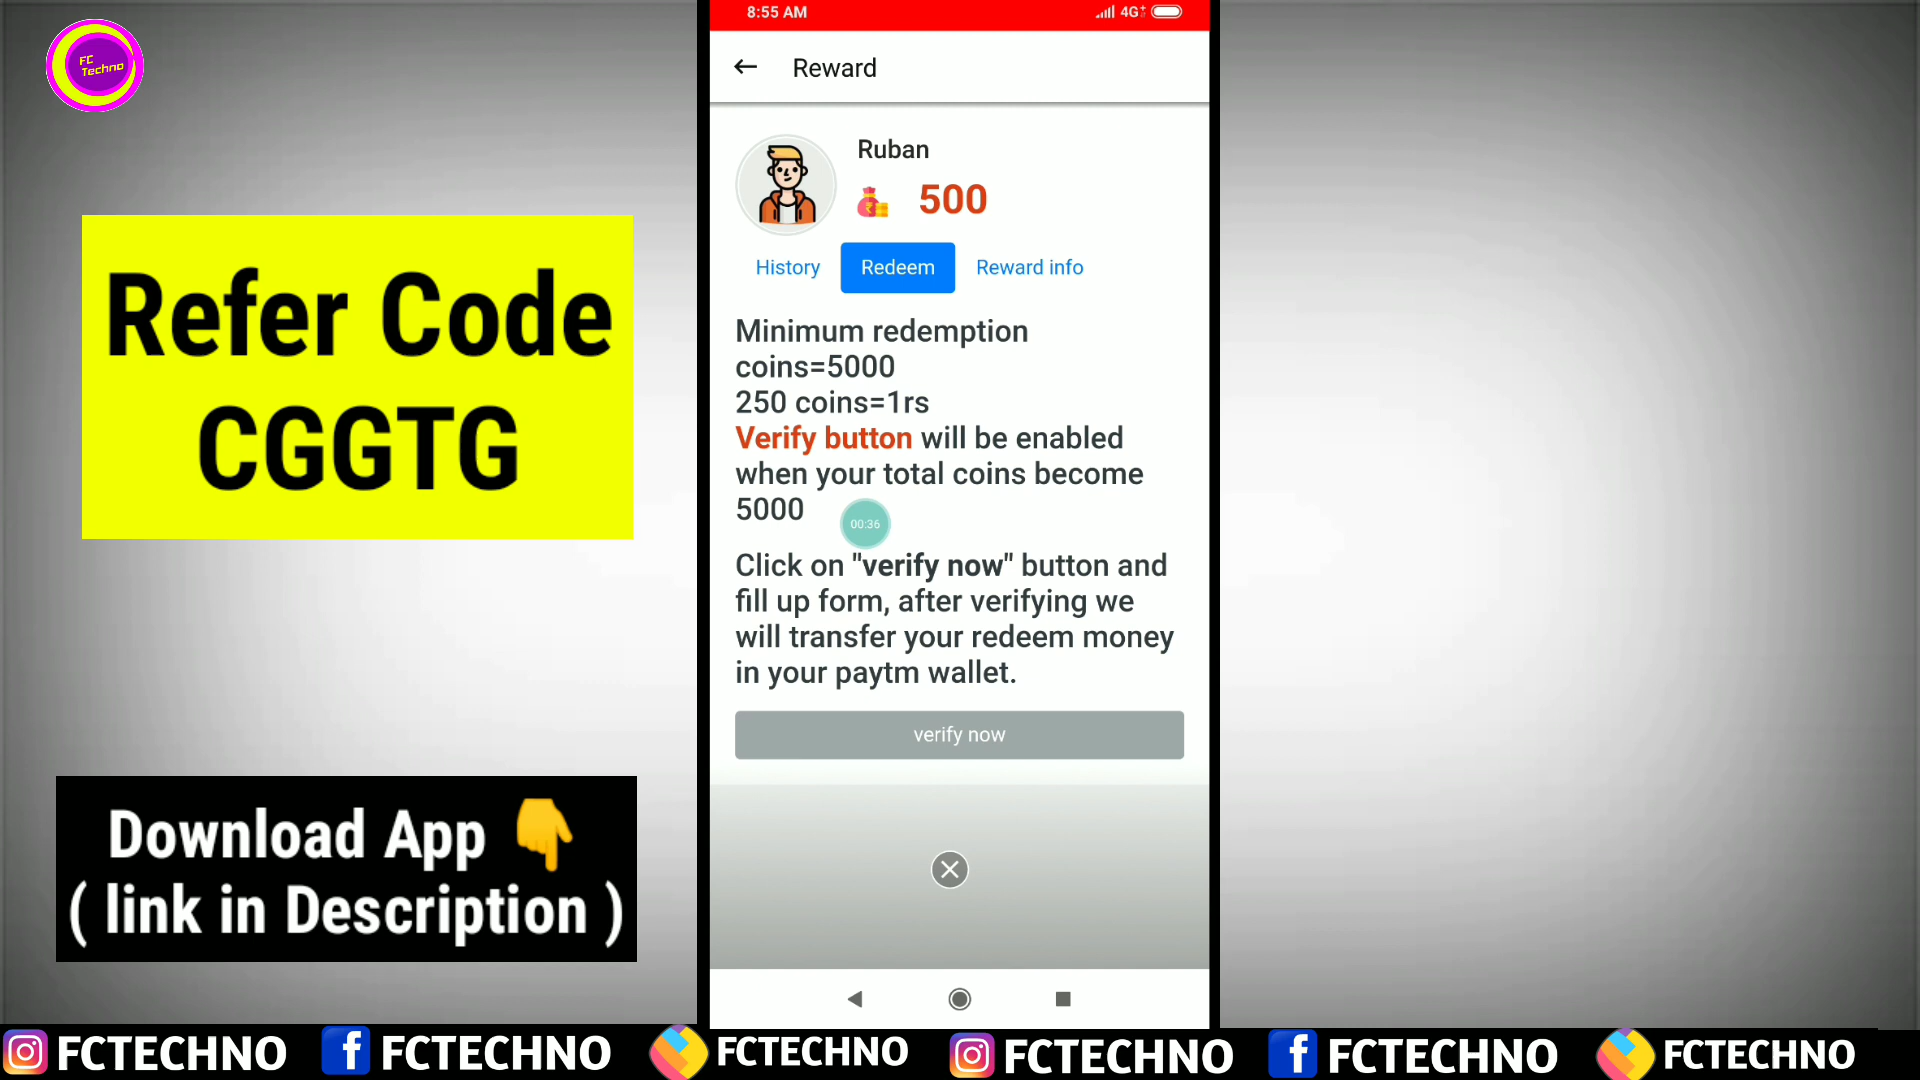 FC
Techno
Refer Code
CGGTG
Download App 👇
( link in Description )
8:55 AM
4G+
Reward
Ruban
500
History
Redeem
Reward info
Minimum redemption
coins=5000
250 coins=1rs
Verify button will be enabled
when your total coins become
5000
00:36
Click on "verify now" button and
fill up form, after verifying we
will transfer your redeem money
in your paytm wallet.
verify now
FCTECHNO
FCTECHNO
FCTECHNO
FCTECHNO
FCTECHNO
FCTECHNO